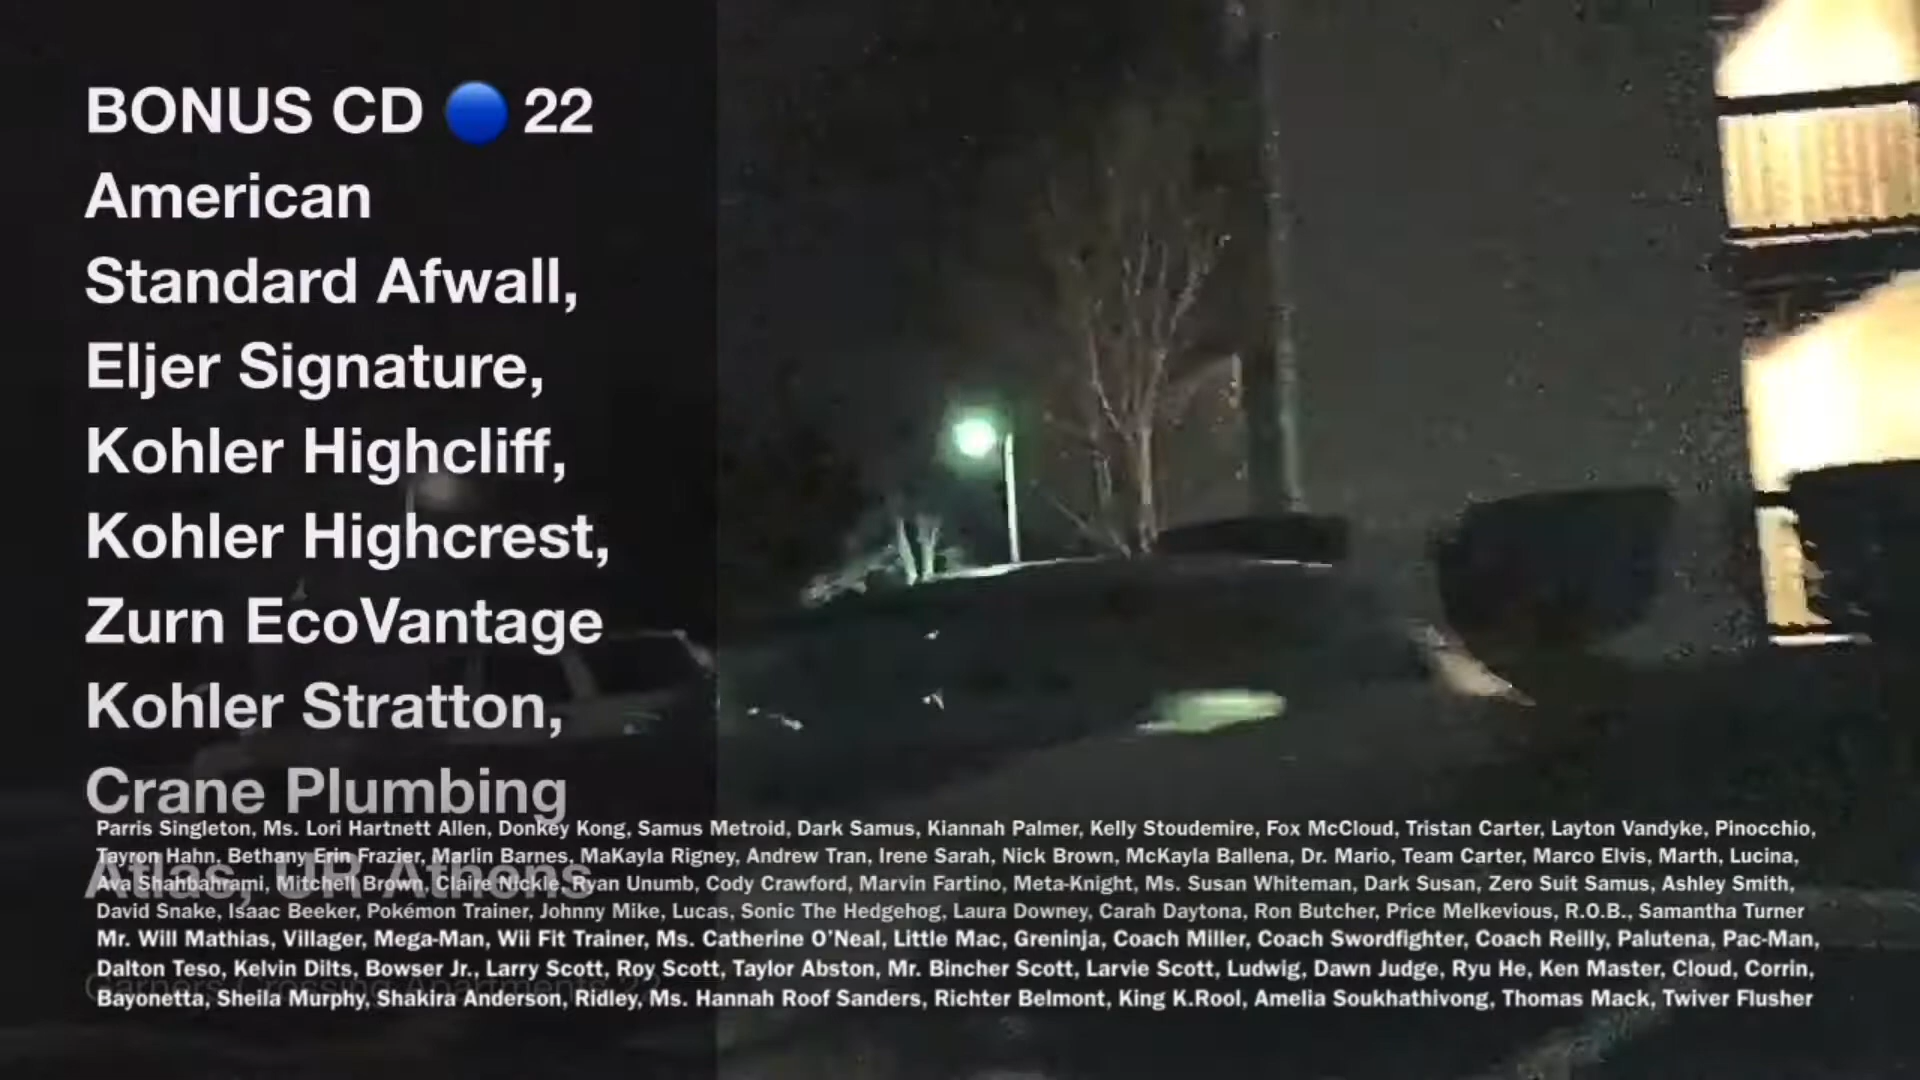 BONUS CD 🔵 22
American
Standard Afwall,
Eljer Signature,
Kohler Highcliff,
Kohler Highcrest,
Zurn EcoVantage
Kohler Stratton,
Crane Plumbing
Atlas, UR Athens
Garners Crossing Apartments 22
Parris Singleton, Ms. Lori Hartnett Allen, Donkey Kong, Samus Metroid, Dark Samus, Kiannah Palmer, Kelly Stoudemire, Fox McCloud, Tristan Carter, Layton Vandyke, Pinocchio,
Tayron Hahn, Bethany Erin Frazier, Marlin Barnes, MaKayla Rigney, Andrew Tran, Irene Sarah, Nick Brown, McKayla Ballena, Dr. Mario, Team Carter, Marco Elvis, Marth, Lucina,
Ava Shahbahrami, Mitchell Brown, Claire Nickle, Ryan Unumb, Cody Crawford, Marvin Fartino, Meta-Knight, Ms. Susan Whiteman, Dark Susan, Zero Suit Samus, Ashley Smith,
David Snake, Isaac Beeker, Pokémon Trainer, Johnny Mike, Lucas, Sonic The Hedgehog, Laura Downey, Carah Daytona, Ron Butcher, Price Melkevious, R.O.B., Samantha Turner
Mr. Will Mathias, Villager, Mega-Man, Wii Fit Trainer, Ms. Catherine O’Neal, Little Mac, Greninja, Coach Miller, Coach Swordfighter, Coach Reilly, Palutena, Pac-Man,
Dalton Teso, Kelvin Dilts, Bowser Jr., Larry Scott, Roy Scott, Taylor Abston, Mr. Bincher Scott, Larvie Scott, Ludwig, Dawn Judge, Ryu He, Ken Master, Cloud, Corrin,
Bayonetta, Sheila Murphy, Shakira Anderson, Ridley, Ms. Hannah Roof Sanders, Richter Belmont, King K.Rool, Amelia Soukhathivong, Thomas Mack, Twiver Flusher